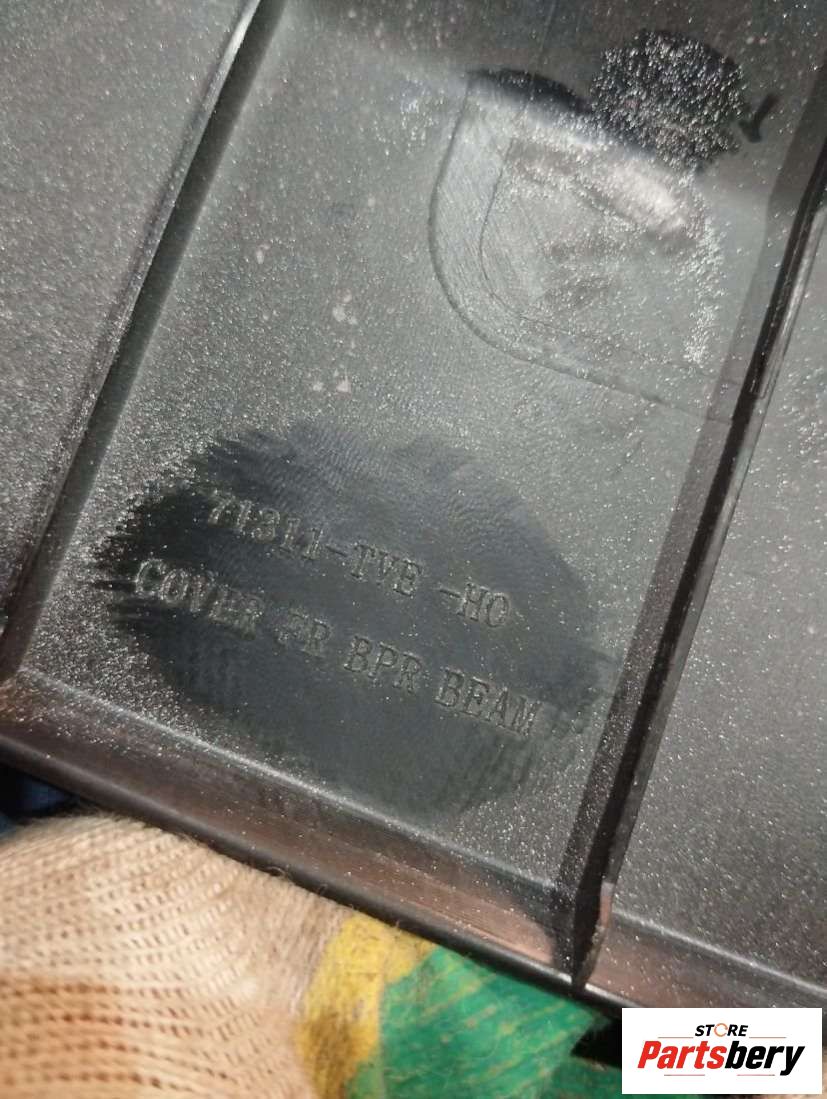 71311-TVE -H0
COVER FR BPR BEAM
STORE
Partsbery